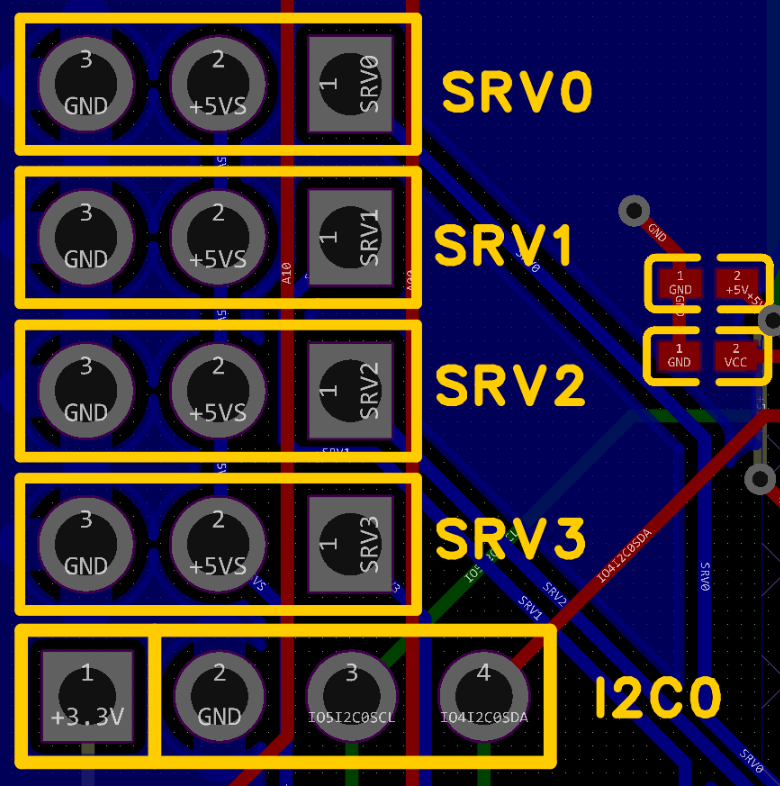 3 2 1
GND +5VS SRV0 SRV0
3 2 1
GND +5VS SRV1 SRV1
A10
SRV0
GND
1 2
GND +5V
GND
+5V
1 2
GND VCC
3 2 1
GND +5VS SRV2 SRV2
SRV1
3 2 1
GND +5VS SRV3 SRV3
IO4I2C0SDA
SRV0
SRV2
SRV1
1 2 3 4
+3.3V GND IO5I2C0SCL IO4I2C0SDA
I2C0
SRV0